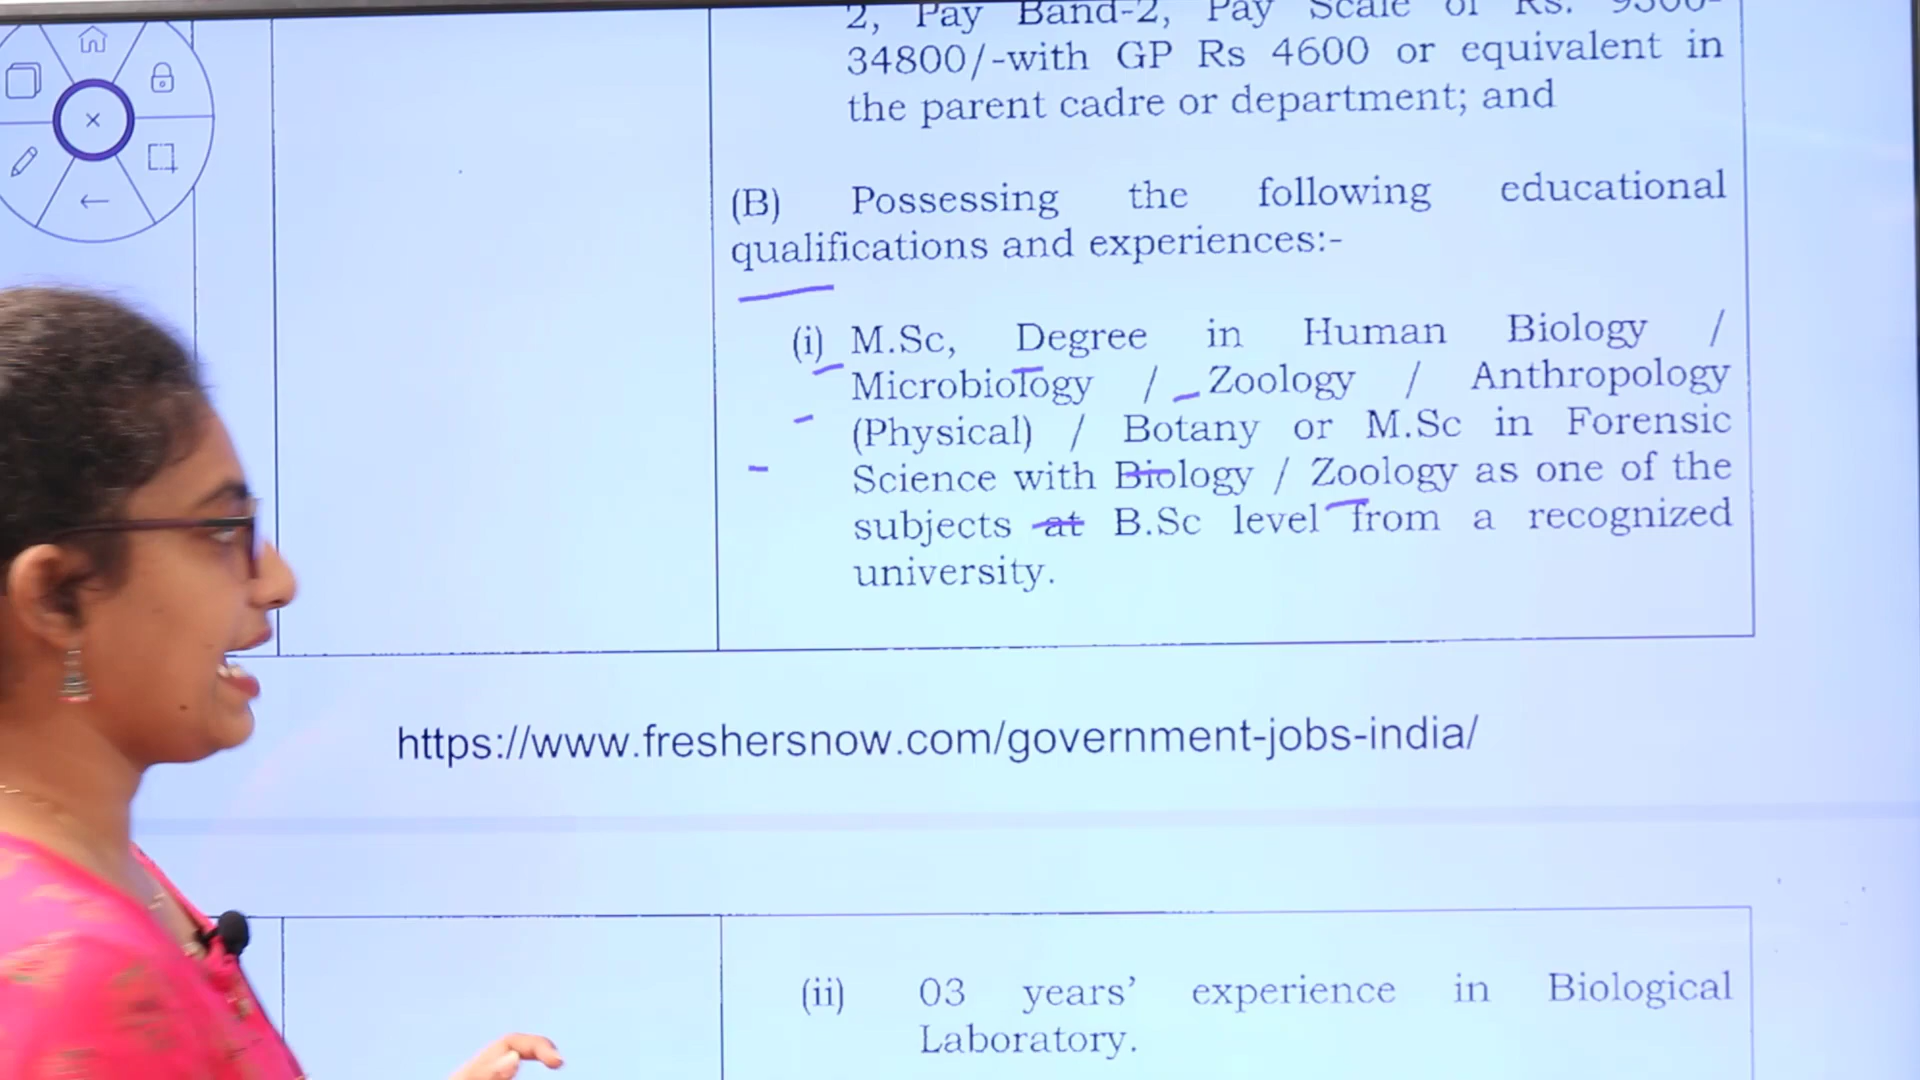 2, Pay Band-2, Pay Scale of Rs. 9300-
34800/-with GP Rs 4600 or equivalent in
the parent cadre or department; and
(B) Possessing the following educational
qualifications and experiences:-
(i) M.Sc, Degree in Human Biology /
Microbiology / Zoology / Anthropology
(Physical) / Botany or M.Sc in Forensic
Science with Biology / Zoology as one of the
subjects at B.Sc level from a recognized
university.
https://www.freshersnow.com/government-jobs-india/
(ii) 03 years’ experience in Biological
Laboratory.